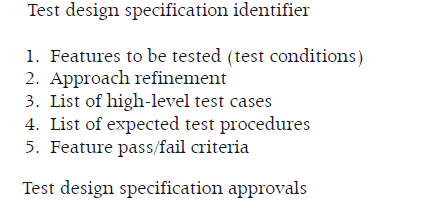 Test design specification identifier
1. Features to be tested (test conditions)
2. Approach refinement
3. List of high-level test cases
4. List of expected test procedures
5. Feature pass/fail criteria
Test design specification approvals